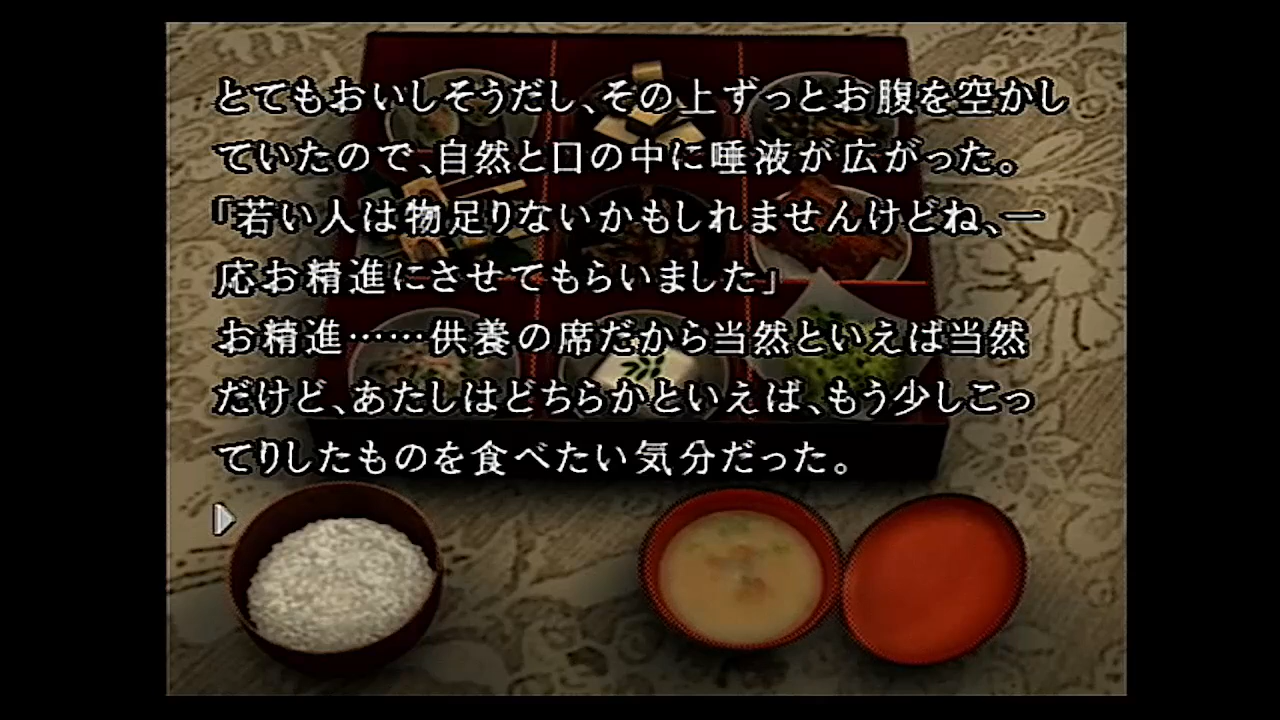 とてもおいしそうだし、その上ずっとお腹を空かし
ていたので、自然と口の中に唾液が広がった。
「若い人は物足りないかもしれませんけどね、一
応お精進にさせてもらいました」
お精進……供養の席だから当然といえば当然
だけど、あたしはどちらかといえば、もう少しこっ
てりしたものを食べたい気分だった。